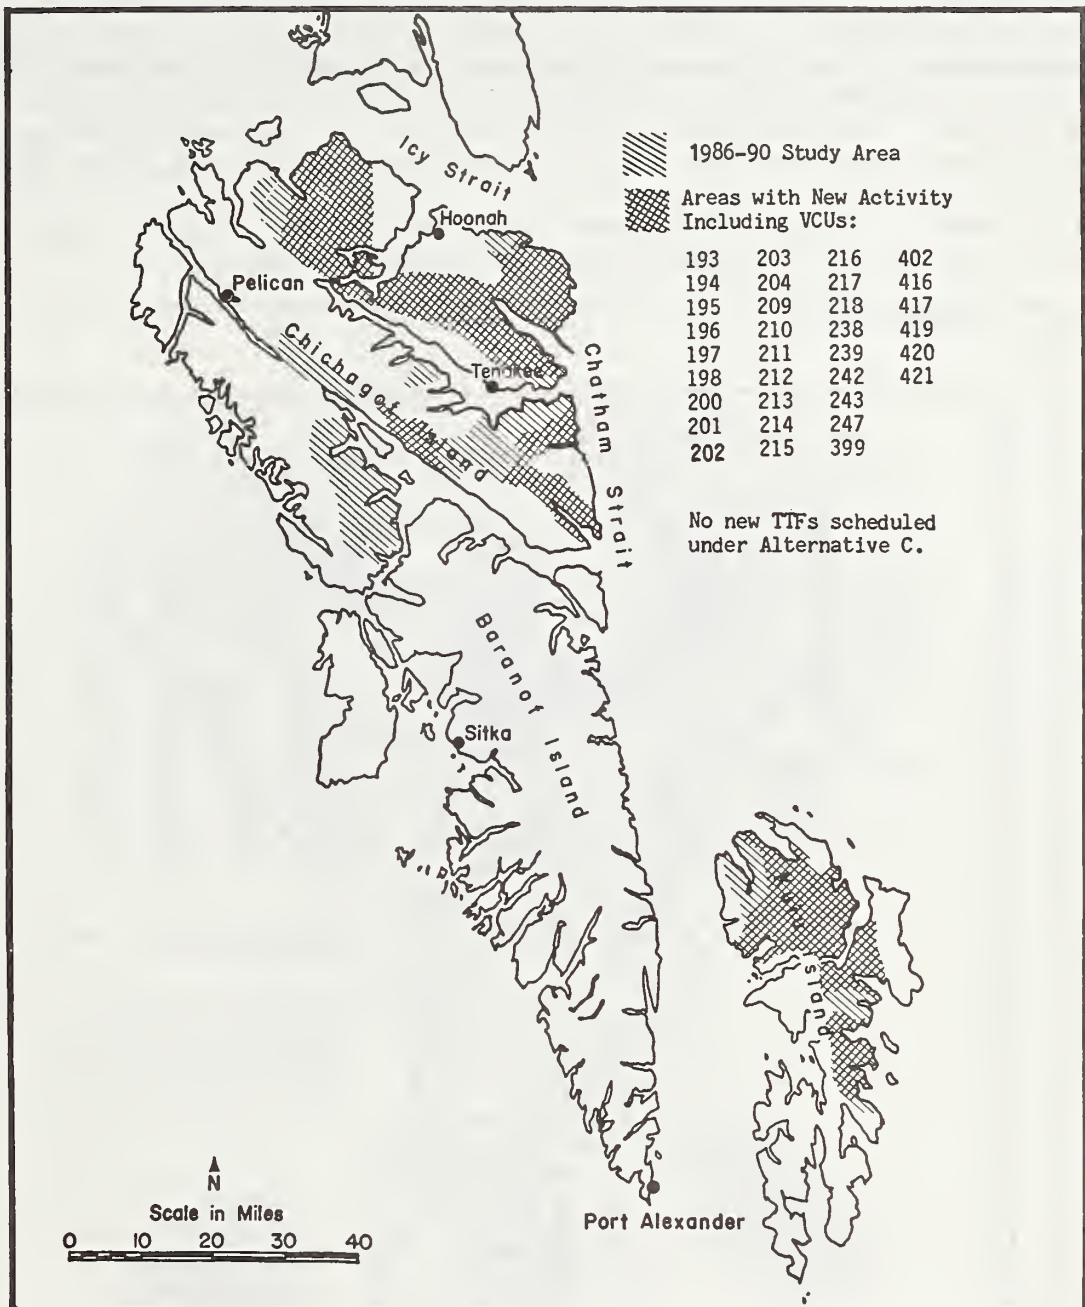 Icy Strait
1986-90 Study Area
Areas with New Activity
Including VCUs:
193 203 216 402
194 204 217 416
195 209 218 417
196 210 238 419
197 211 239 420
198 212 242 421
200 213 243
201 214 247
202 215 399
No new TTFs scheduled
under Alternative C.
Hoonah
Pelican
Tenakee
Chichagof Island
Chatham Strait
Baranof Island
Sitka
Kuiu Island
Port Alexander
N
Scale in Miles
0 10 20 30 40